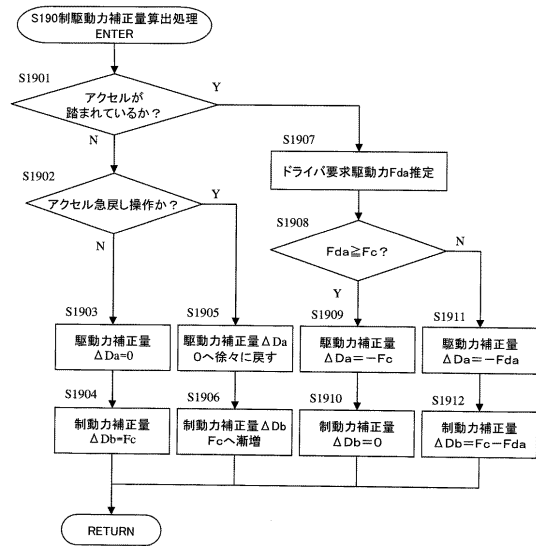 S190制駆動力補正量算出処理
ENTER
S1901
アクセルが
踏まれているか？
Y
N
S1902
アクセル急戻し操作か？
Y
N
S1903
駆動力補正量
ΔDa=0
S1904
制動力補正量
ΔDb=Fc
S1905
駆動力補正量ΔDa
0へ徐々に戻す
S1906
制動力補正量ΔDb
Fcへ漸増
S1907
ドライバ要求駆動力Fda推定
S1908
Fda≧Fc？
N
Y
S1909
駆動力補正量
ΔDa＝−Fc
S1910
制動力補正量
ΔDb＝0
S1911
駆動力補正量
ΔDa＝−Fda
S1912
制動力補正量
ΔDb＝Fc−Fda
RETURN